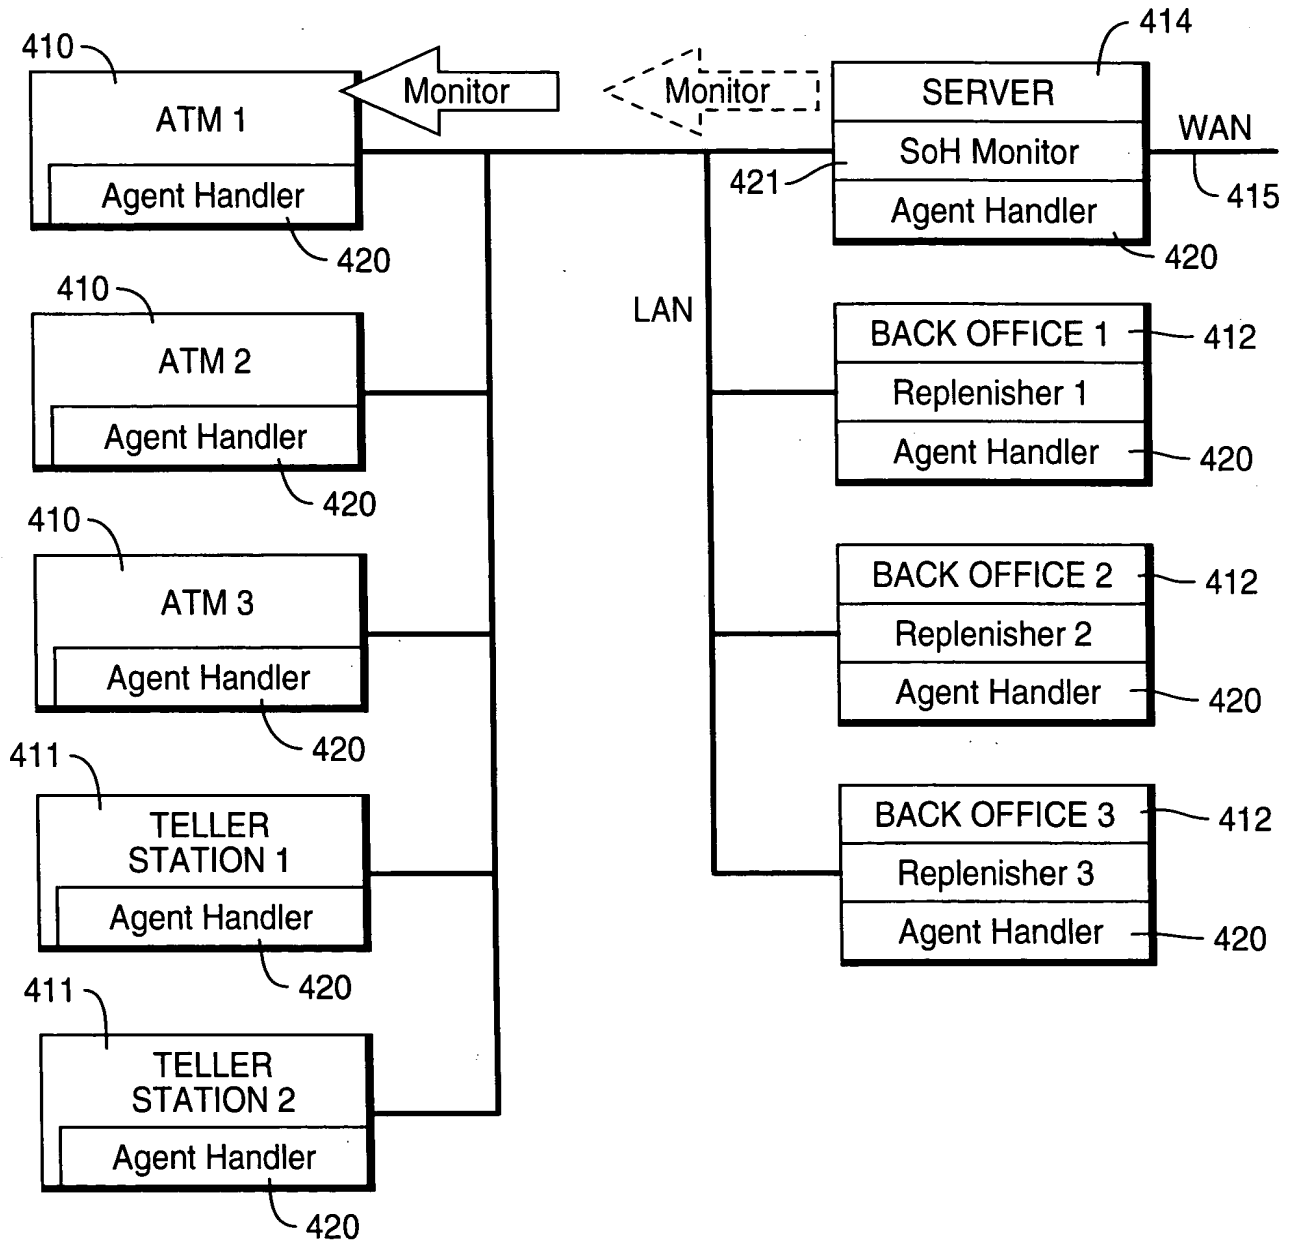 410
ATM 1
Agent Handler
420
Monitor
Monitor
414
SERVER
SoH Monitor
421
Agent Handler
420
WAN
415
410
ATM 2
Agent Handler
420
LAN
BACK OFFICE 1
412
Replenisher 1
Agent Handler
420
410
ATM 3
Agent Handler
420
BACK OFFICE 2
412
Replenisher 2
Agent Handler
420
411
TELLER
STATION 1
Agent Handler
420
BACK OFFICE 3
412
Replenisher 3
Agent Handler
420
411
TELLER
STATION 2
Agent Handler
420